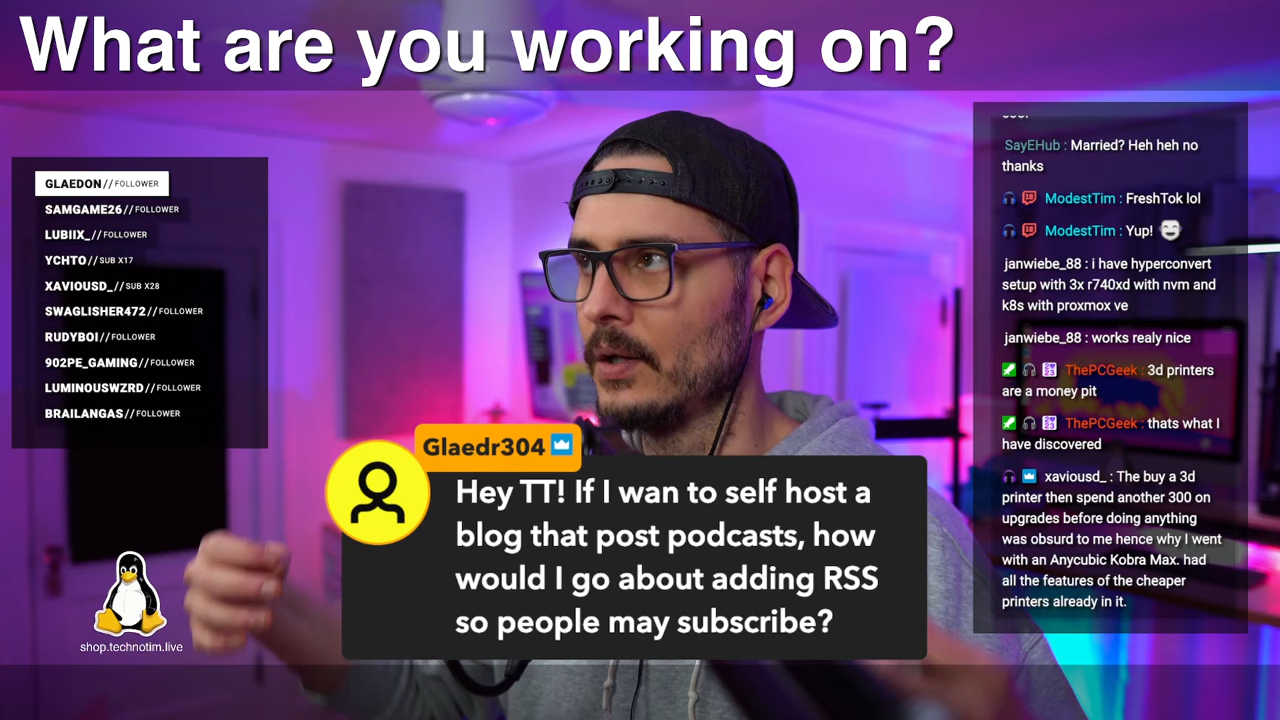 What are you working on?
GLAEDON//FOLLOWER
SAMGAME26//FOLLOWER
LUBIIX_//FOLLOWER
YCHTO//SUB X17
XAVIOUSD_//SUB X28
SWAGLISHER472//FOLLOWER
RUDYBOI//FOLLOWER
902PE_GAMING//FOLLOWER
LUMINOUSWZRD//FOLLOWER
BRAILANGAS//FOLLOWER
shop.technotim.live
Glaedr304
Hey TT! If I wan to self host a
blog that post podcasts, how
would I go about adding RSS
so people may subscribe?
SayEHub : Married? Heh heh no
thanks
ModestTim : FreshTok lol
ModestTim : Yup!
janwiebe_88 : i have hyperconvert
setup with 3x r740xd with nvm and
k8s with proxmox ve
janwiebe_88 : works realy nice
ThePCGeek : 3d printers
are a money pit
ThePCGeek : thats what I
have discovered
xaviousd_ : The buy a 3d
printer then spend another 300 on
upgrades before doing anything
was obsurd to me hence why I went
with an Anycubic Kobra Max. had
all the features of the cheaper
printers already in it.